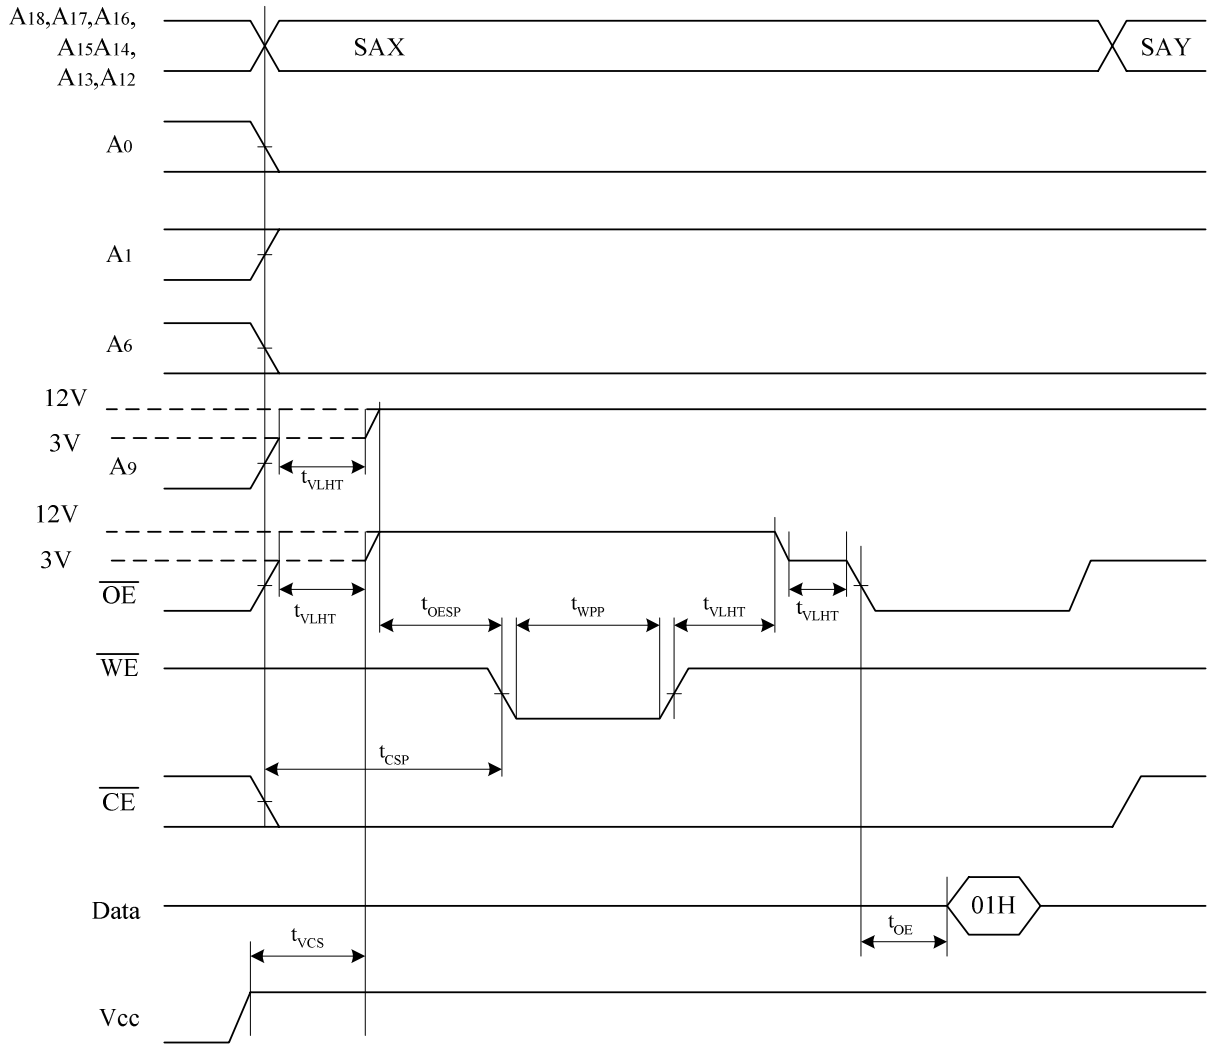 A18,A17,A16,
A15A14,
A13,A12
SAX
SAY
A0
A1
A6
12V
3V
A9
tVLHT
12V
3V
OE
tVLHT
tOESP
tWPP
tVLHT
tVLHT
WE
tCSP
CE
Data
01H
tVCS
tOE
Vcc